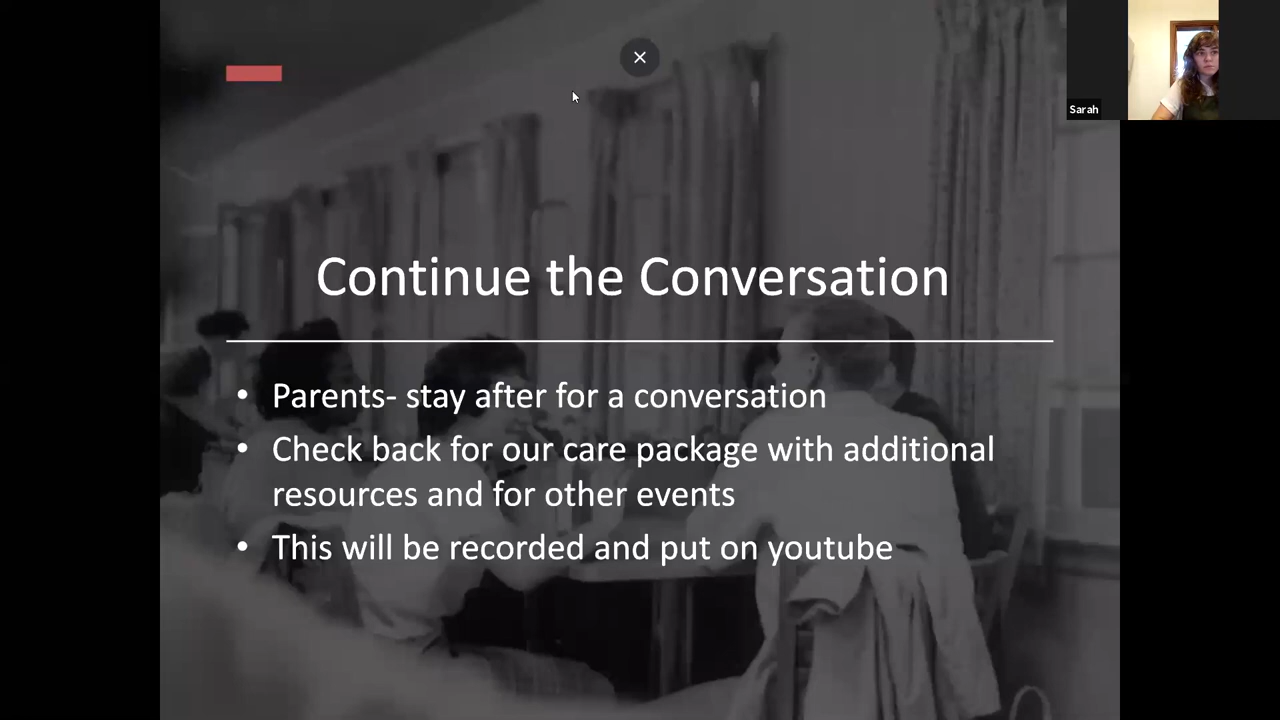 Sarah
Continue the Conversation
• Parents- stay after for a conversation
• Check back for our care package with additional
resources and for other events
• This will be recorded and put on youtube